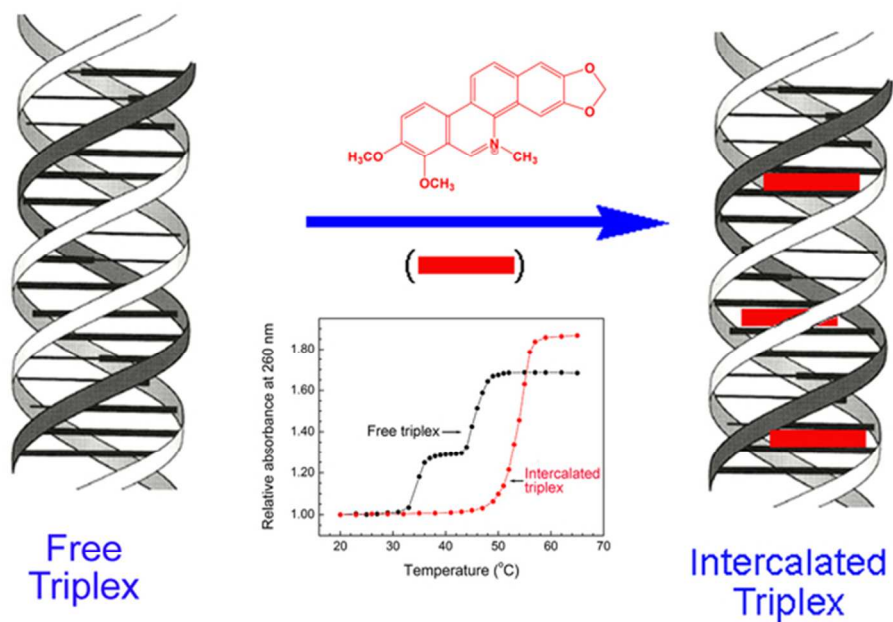 H₃CO
OCH₃
N
⊕
CH₃
O
O
( )
1.80
1.60
1.40
1.20
1.00
Relative absorbance at 260 nm
Free triplex
Intercalated
triplex
20 30 40 50 60 70
Temperature (°C)
Free
Triplex
Intercalated
Triplex